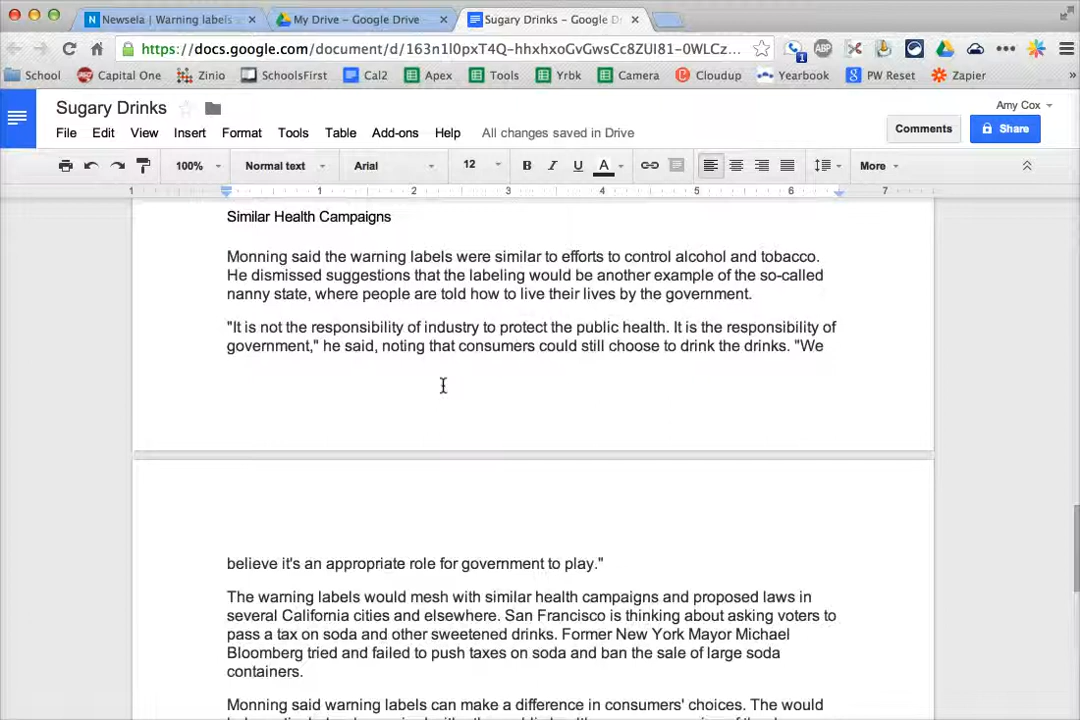 Newsela | Warning labels
My Drive – Google Drive
Sugary Drinks – Google D
https://docs.google.com/document/d/163n1l0pxT4Q-hhxhxoGvGwsCc8ZUI81-0WLCz...
School
Capital One
Zinio
SchoolsFirst
Cal2
Apex
Tools
Yrbk
Camera
Cloudup
Yearbook
PW Reset
Zapier
»
Sugary Drinks
Amy Cox
File Edit View Insert Format Tools Table Add-ons Help All changes saved in Drive
Comments
Share
100% Normal text Arial 12 B I U A More
1 1 2 3 4 5 6 7
Similar Health Campaigns
Monning said the warning labels were similar to efforts to control alcohol and tobacco.
He dismissed suggestions that the labeling would be another example of the so-called
nanny state, where people are told how to live their lives by the government.
"It is not the responsibility of industry to protect the public health. It is the responsibility of
government," he said, noting that consumers could still choose to drink the drinks. "We
believe it's an appropriate role for government to play."
The warning labels would mesh with similar health campaigns and proposed laws in
several California cities and elsewhere. San Francisco is thinking about asking voters to
pass a tax on soda and other sweetened drinks. Former New York Mayor Michael
Bloomberg tried and failed to push taxes on soda and ban the sale of large soda
containers.
Monning said warning labels can make a difference in consumers' choices. The would